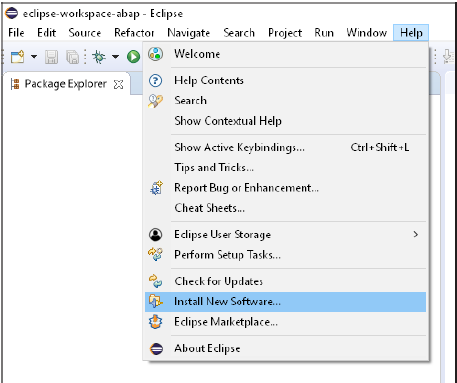 eclipse-workspace-abap - Eclipse
File Edit Source Refactor Navigate Search Project Run Window Help
Package Explorer
Welcome
Help Contents
Search
Show Contextual Help
Show Active Keybindings... Ctrl+Shift+L
Tips and Tricks...
Report Bug or Enhancement...
Cheat Sheets...
Eclipse User Storage
Perform Setup Tasks...
Check for Updates
Install New Software...
Eclipse Marketplace...
About Eclipse